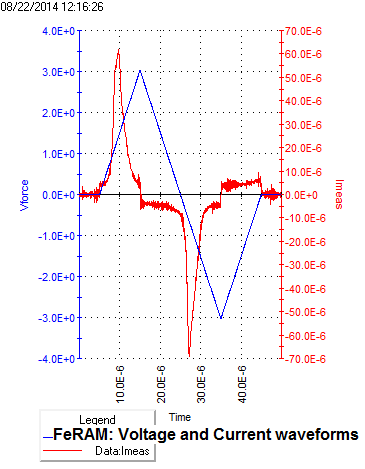 08/22/2014 12:16:26
4.0E+0
3.0E+0
2.0E+0
1.0E+0
0.0E+0
-1.0E+0
-2.0E+0
-3.0E+0
-4.0E+0
Vforce
70.0E-6
60.0E-6
50.0E-6
40.0E-6
30.0E-6
20.0E-6
10.0E-6
0.0E+0
-10.0E-6
-20.0E-6
-30.0E-6
-40.0E-6
-50.0E-6
-60.0E-6
-70.0E-6
Imeas
10.0E-6
20.0E-6
30.0E-6
40.0E-6
Time
Legend
FeRAM: Voltage and Current waveforms
Data:Imeas